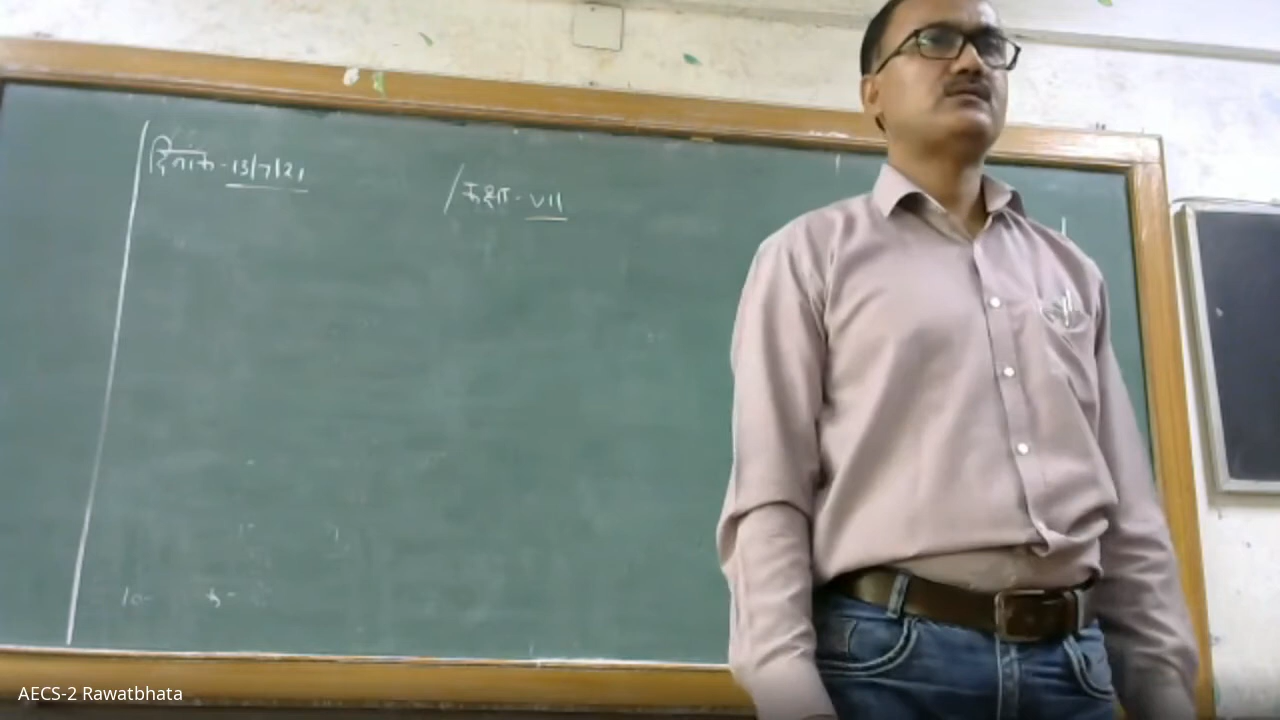 दिनांक - 13/7/21
/कक्षा - VII
AECS-2 Rawatbhata